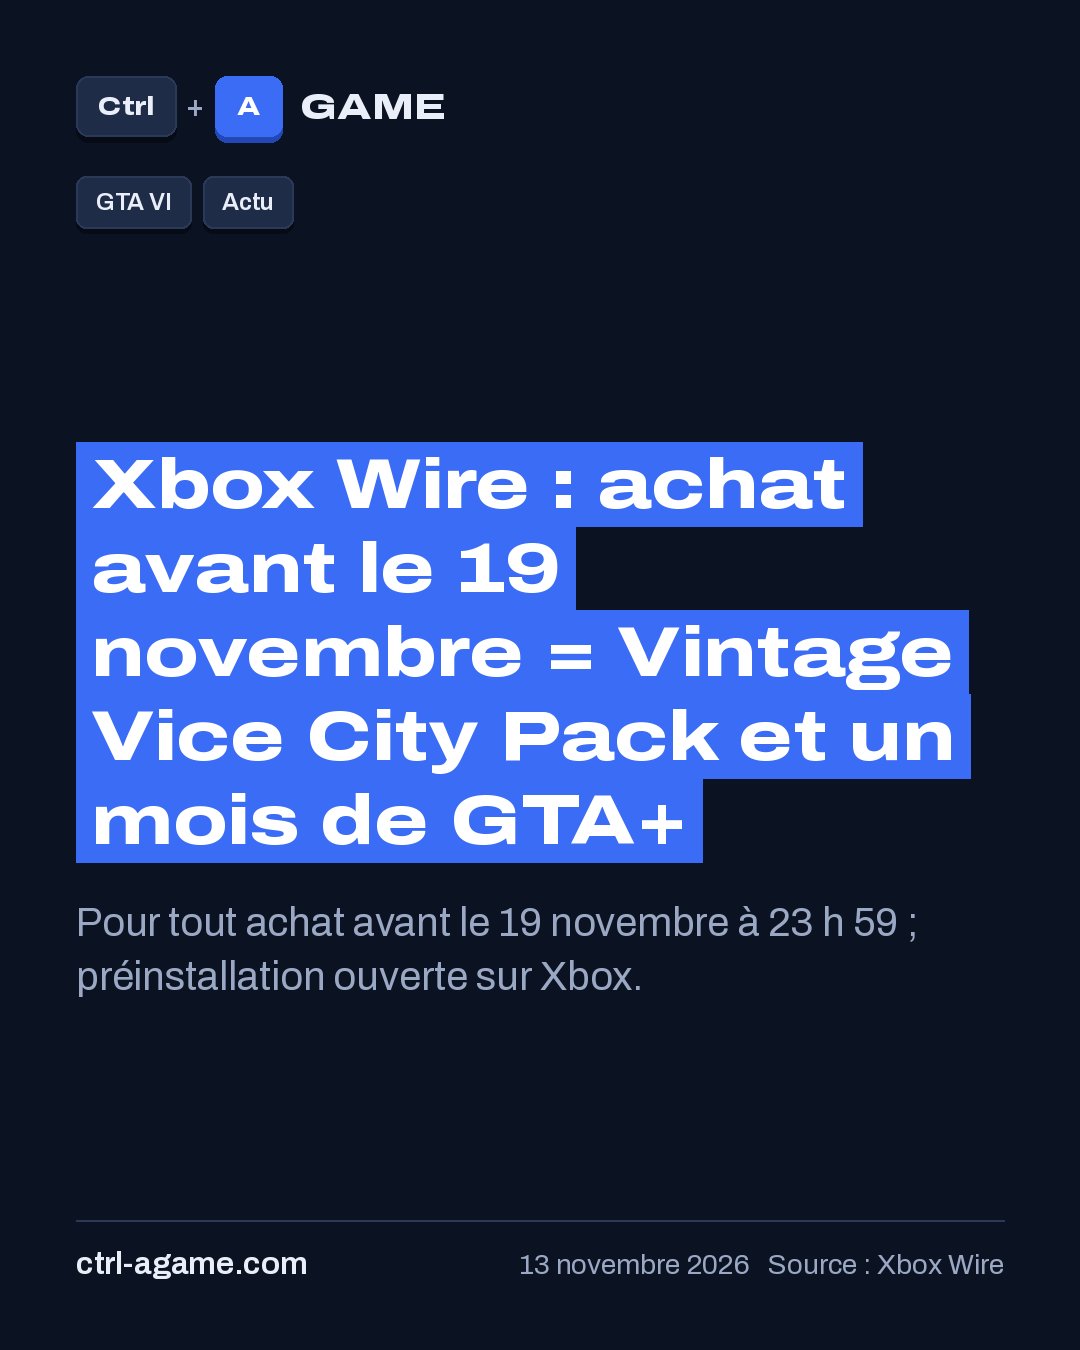 Ctrl + A GAME
GTA VI Actu
Xbox Wire : achat
avant le 19
novembre = Vintage
Vice City Pack et un
mois de GTA+
Pour tout achat avant le 19 novembre à 23 h 59 ;
préinstallation ouverte sur Xbox.
ctrl-agame.com 13 novembre 2026 Source : Xbox Wire